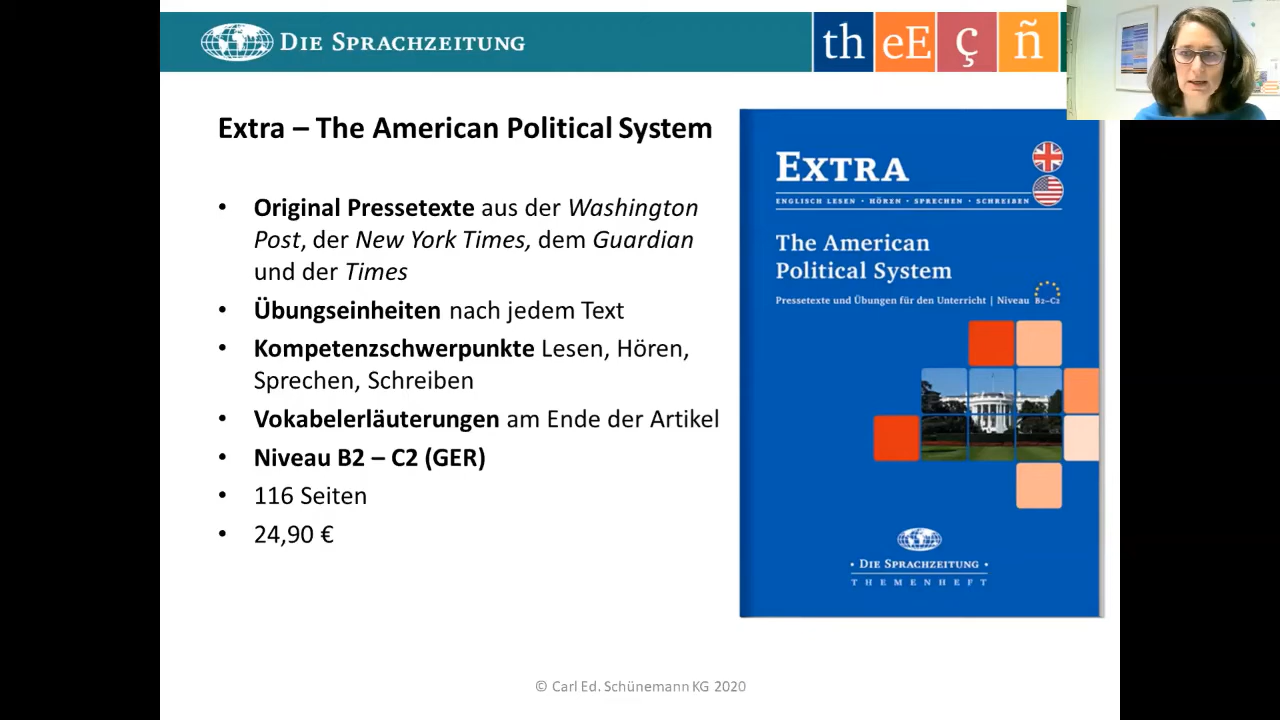 DIE SPRACHZEITUNG
th eE ç ñ
Extra – The American Political System
• Original Pressetexte aus der Washington
Post, der New York Times, dem Guardian
und der Times
• Übungseinheiten nach jedem Text
• Kompetenzschwerpunkte Lesen, Hören,
Sprechen, Schreiben
• Vokabelerläuterungen am Ende der Artikel
• Niveau B2 – C2 (GER)
• 116 Seiten
• 24,90 €
EXTRA
ENGLISCH LESEN • HÖREN • SPRECHEN • SCHREIBEN
The American
Political System
Pressetexte und Übungen für den Unterricht | Niveau B2–C2
• DIE SPRACHZEITUNG •
THEMENHEFT
© Carl Ed. Schünemann KG 2020